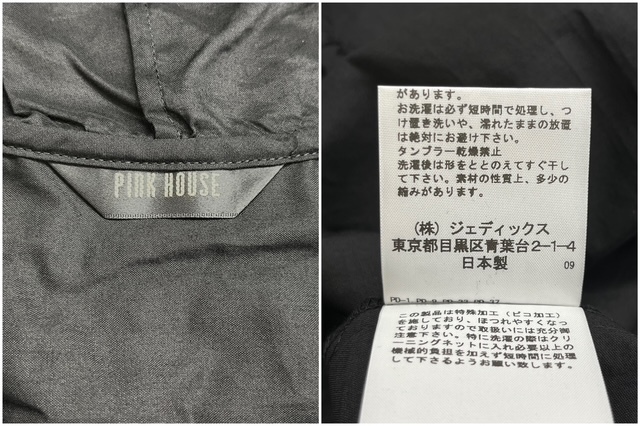 PINK HOUSE
があります。
お洗濯は必ず短時間で処理し、つ
け置き洗いや、濡れたままの放置
は絶対にお避け下さい。
タンブラー乾燥禁止
洗濯後は形をととのえてすぐ干し
て下さい。素材の性質上、多少の
縮みがあります。
(株) ジェディックス
東京都目黒区青葉台2-1-4
日本製
09
この製品は特殊加工(ピコ加工)
を施しており、ほつれやすくなっ
ておりますので取扱いには充分御
注意下さい。特に洗濯の際はクリ
ーニングネットに入れ必要以上の
機械的負担を加えず短時間に処理
して下さるようお願い致します。